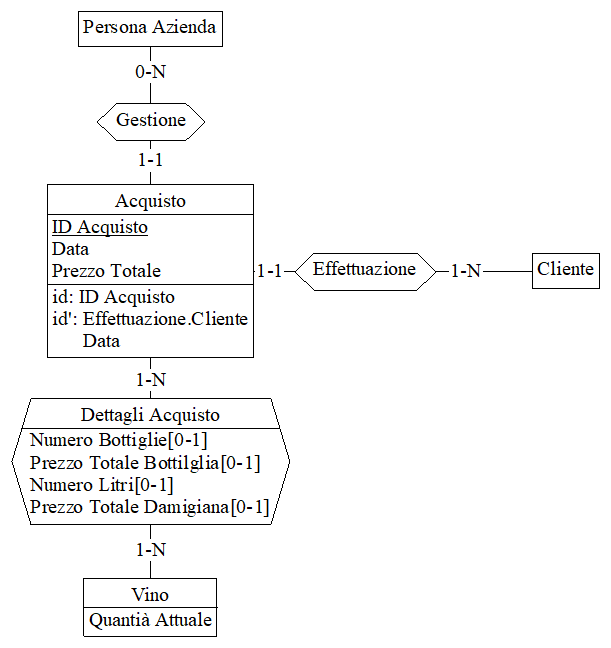 Persona Azienda
0-N
Gestione
1-1
Acquisto
ID Acquisto
Data
Prezzo Totale
id: ID Acquisto
id': Effettuazione.Cliente
Data
1-1
Effettuazione
1-N
Cliente
1-N
Dettagli Acquisto
Numero Bottiglie[0-1]
Prezzo Totale Bottilglia[0-1]
Numero Litri[0-1]
Prezzo Totale Damigiana[0-1]
1-N
Vino
Quantià Attuale